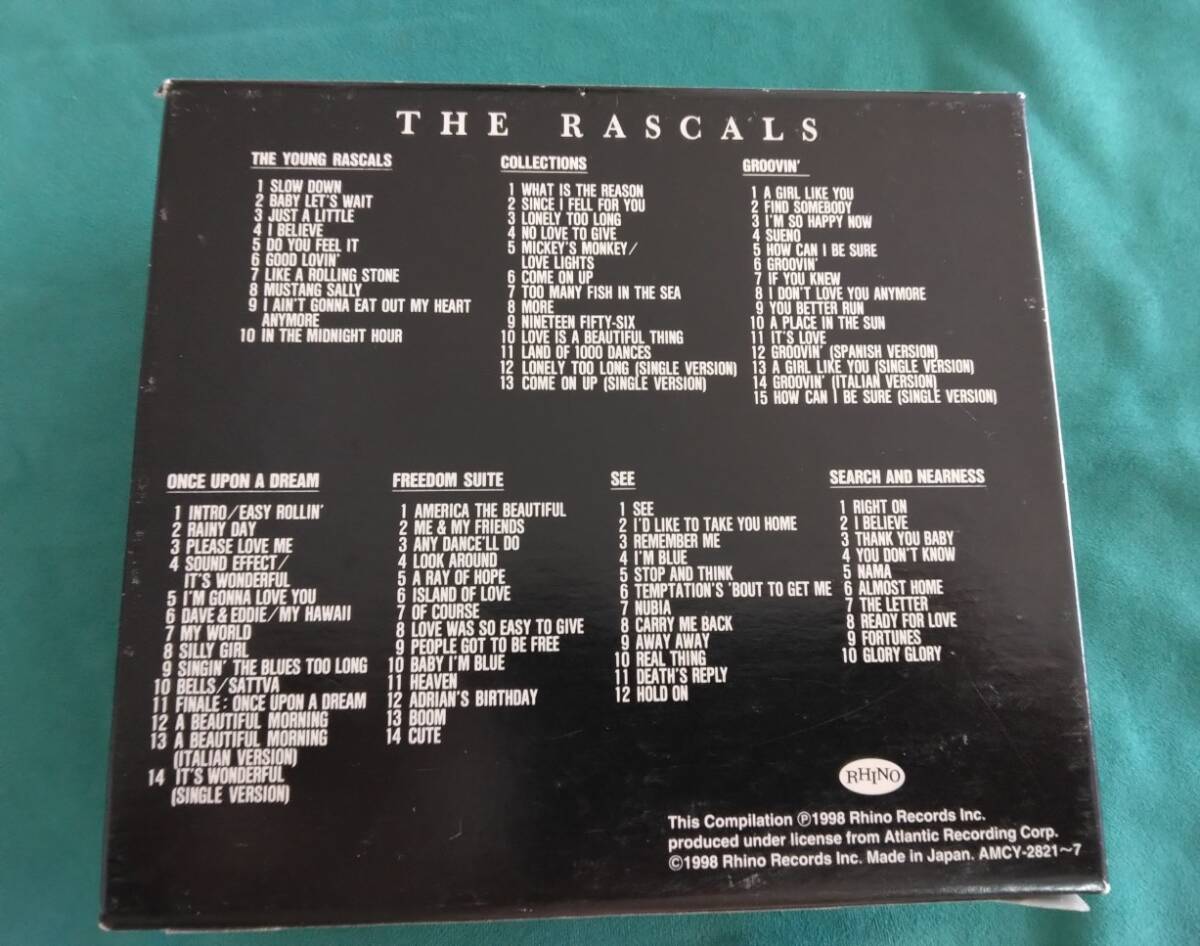 THE RASCALS
THE YOUNG RASCALS
1 SLOW DOWN
2 BABY LET'S WAIT
3 JUST A LITTLE
4 I BELIEVE
5 DO YOU FEEL IT
6 GOOD LOVIN'
7 LIKE A ROLLING STONE
8 MUSTANG SALLY
9 I AIN'T GONNA EAT OUT MY HEART
ANYMORE
10 IN THE MIDNIGHT HOUR
COLLECTIONS
1 WHAT IS THE REASON
2 SINCE I FELL FOR YOU
3 LONELY TOO LONG
4 NO LOVE TO GIVE
5 MICKEY'S MONKEY/
LOVE LIGHTS
6 COME ON UP
7 TOO MANY FISH IN THE SEA
8 MORE
9 NINETEEN FIFTY-SIX
10 LOVE IS A BEAUTIFUL THING
11 LAND OF 1000 DANCES
12 LONELY TOO LONG (SINGLE VERSION)
13 COME ON UP (SINGLE VERSION)
GROOVIN'
1 A GIRL LIKE YOU
2 FIND SOMEBODY
3 I'M SO HAPPY NOW
4 SUENO
5 HOW CAN I BE SURE
6 GROOVIN'
7 IF YOU KNEW
8 I DON'T LOVE YOU ANYMORE
9 YOU BETTER RUN
10 A PLACE IN THE SUN
11 IT'S LOVE
12 GROOVIN' (SPANISH VERSION)
13 A GIRL LIKE YOU (SINGLE VERSION)
14 GROOVIN' (ITALIAN VERSION)
15 HOW CAN I BE SURE (SINGLE VERSION)
ONCE UPON A DREAM
1 INTRO/EASY ROLLIN'
2 RAINY DAY
3 PLEASE LOVE ME
4 SOUND EFFECT/
IT'S WONDERFUL
5 I'M GONNA LOVE YOU
6 DAVE & EDDIE/MY HAWAII
7 MY WORLD
8 SILLY GIRL
9 SINGIN' THE BLUES TOO LONG
10 BELLS/SATTVA
11 FINALE: ONCE UPON A DREAM
12 A BEAUTIFUL MORNING
13 A BEAUTIFUL MORNING
(ITALIAN VERSION)
14 IT'S WONDERFUL
(SINGLE VERSION)
FREEDOM SUITE
1 AMERICA THE BEAUTIFUL
2 ME & MY FRIENDS
3 ANY DANCE'LL DO
4 LOOK AROUND
5 A RAY OF HOPE
6 ISLAND OF LOVE
7 OF COURSE
8 LOVE WAS SO EASY TO GIVE
9 PEOPLE GOT TO BE FREE
10 BABY I'M BLUE
11 HEAVEN
12 ADRIAN'S BIRTHDAY
13 BOOM
14 CUTE
SEE
1 SEE
2 I'D LIKE TO TAKE YOU HOME
3 REMEMBER ME
4 I'M BLUE
5 STOP AND THINK
6 TEMPTATION'S 'BOUT TO GET ME
7 NUBIA
8 CARRY ME BACK
9 AWAY AWAY
10 REAL THING
11 DEATH'S REPLY
12 HOLD ON
SEARCH AND NEARNESS
1 RIGHT ON
2 I BELIEVE
3 THANK YOU BABY
4 YOU DON'T KNOW
5 NAMA
6 ALMOST HOME
7 THE LETTER
8 READY FOR LOVE
9 FORTUNES
10 GLORY GLORY
RHINO
This Compilation ℗1998 Rhino Records Inc.
produced under license from Atlantic Recording Corp.
©1998 Rhino Records Inc. Made in Japan. AMCY-2821~7